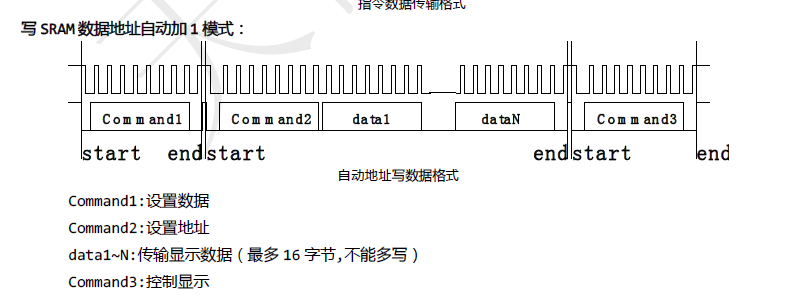 指令数据传输格式
写 SRAM 数据地址自动加 1 模式：
Command1 Command2 data1 dataN Command3
start end start end start end
自动地址写数据格式
Command1:设置数据
Command2:设置地址
data1~N:传输显示数据（最多 16 字节,不能多写）
Command3:控制显示